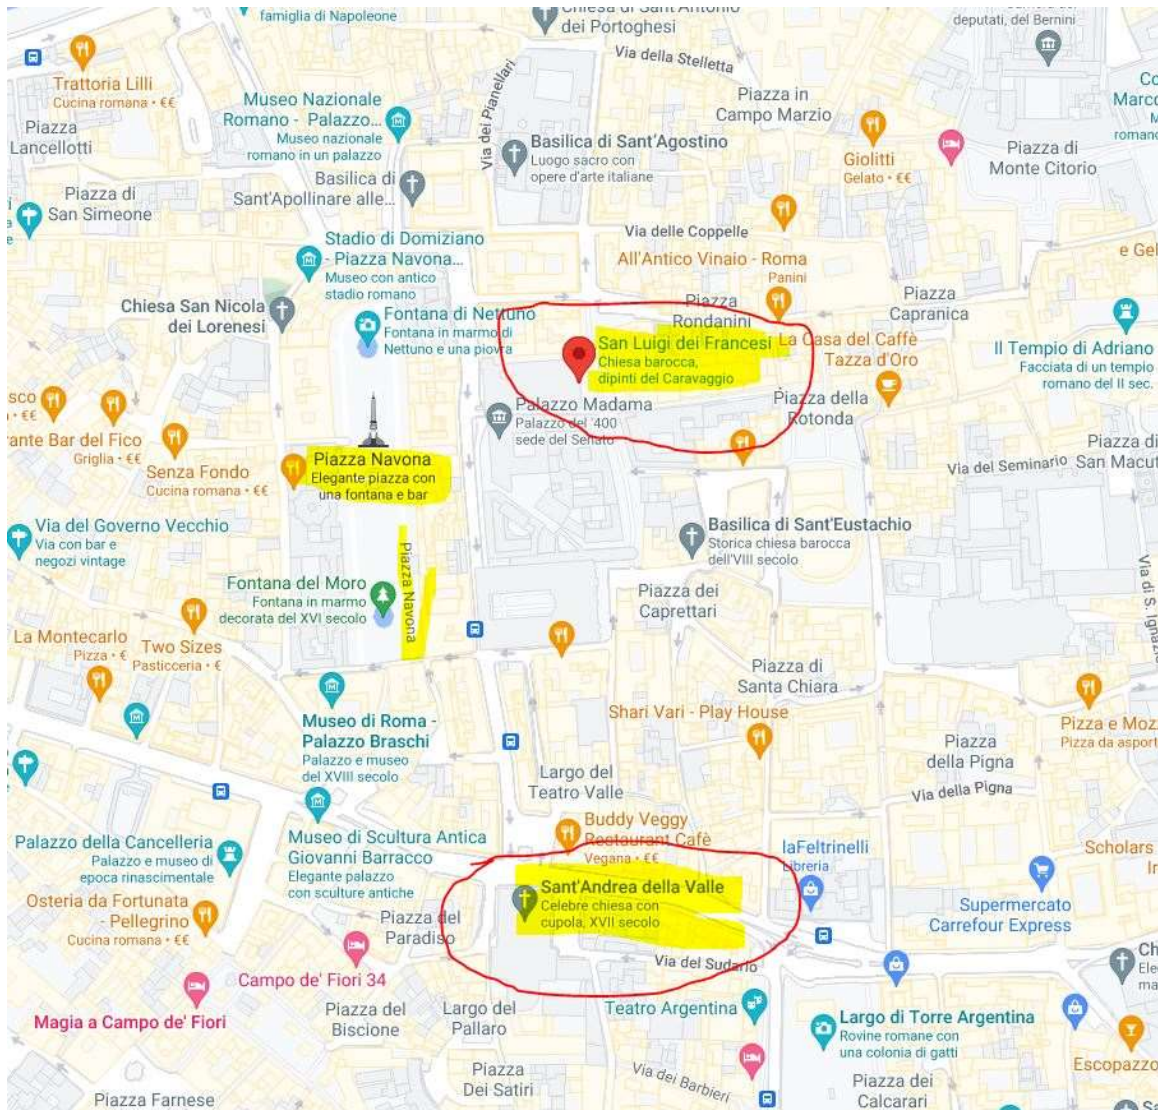 famiglia di Napoleone
Chiesa di Sant'Antonio
dei Portoghesi
deputati, del Bernini
Trattoria Lilli
Cucina romana • €€
Piazza
Lancellotti
Museo Nazionale
Romano - Palazzo...
Museo nazionale
romano in un palazzo
Via dei Pianellari
Via della Stelletta
Piazza in
Campo Marzio
Basilica di Sant'Agostino
Luogo sacro con
opere d'arte italiane
Giolitti
Gelato • €€
Piazza di
Monte Citorio
Basilica di
Sant'Apollinare alle...
Piazza di
San Simeone
Via delle Coppelle
Stadio di Domiziano
- Piazza Navona...
Museo con antico
stadio romano
All'Antico Vinaio - Roma
Panini
Chiesa San Nicola
dei Lorenesi
Fontana di Nettuno
Fontana in marmo di
Nettuno e una piovra
Piazza
Rondanini
Piazza
Capranica
San Luigi dei Francesi
Chiesa barocca,
dipinti del Caravaggio
La Casa del Caffè
Tazza d'Oro
Il Tempio di Adriano
Facciata di un tempio
romano del II sec.
Palazzo Madama
Palazzo del '400
sede del Senato
Piazza della
Rotonda
rante Bar del Fico
Griglia • €€
Senza Fondo
Cucina romana • €€
Piazza Navona
Elegante piazza con
una fontana e bar
Via del Seminario
Piazza di
San Macut
Via del Governo Vecchio
Via con bar e
negozi vintage
Basilica di Sant'Eustachio
Storica chiesa barocca
dell'VIII secolo
Piazza Navona
Fontana del Moro
Fontana in marmo
decorata del XVI secolo
Piazza dei
Caprettari
Via di S. Ignazio
La Montecarlo
Pizza • €
Two Sizes
Pasticceria • €€
Piazza di
Santa Chiara
Museo di Roma -
Palazzo Braschi
Palazzo e museo
del XVIII secolo
Shari Vari - Play House
Pizza e Moz
Pizza da asport
Piazza
della Pigna
Largo del
Teatro Valle
Via della Pigna
Palazzo della Cancelleria
Palazzo e museo di
epoca rinascimentale
Museo di Scultura Antica
Giovanni Barracco
Elegante palazzo
con sculture antiche
Buddy Veggy
Restaurant Cafè
Vegana • €€
laFeltrinelli
Libreria
Scholars
Sant'Andrea della Valle
Celebre chiesa con
cupola, XVII secolo
Supermercato
Carrefour Express
Osteria da Fortunata
- Pellegrino
Cucina romana • €€
Piazza del
Paradiso
Via del Sudario
Campo de' Fiori 34
Magia a Campo de' Fiori
Piazza del
Biscione
Largo del
Pallaro
Teatro Argentina
Largo di Torre Argentina
Rovine romane con
una colonia di gatti
Escopazzo
Piazza
Dei Satiri
Via dei Barbieri
Piazza dei
Calcarari
Piazza Farnese